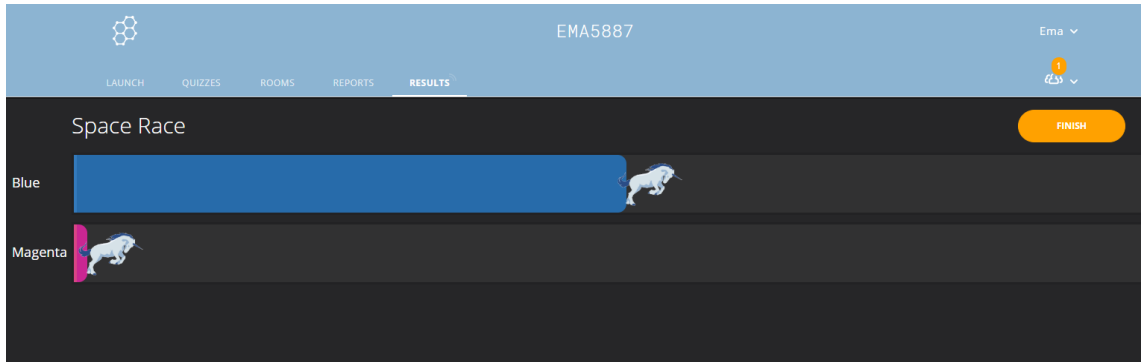 EMA5887
Ema
1
LAUNCH QUIZZES ROOMS REPORTS RESULTS
Space Race
FINISH
Blue
Magenta